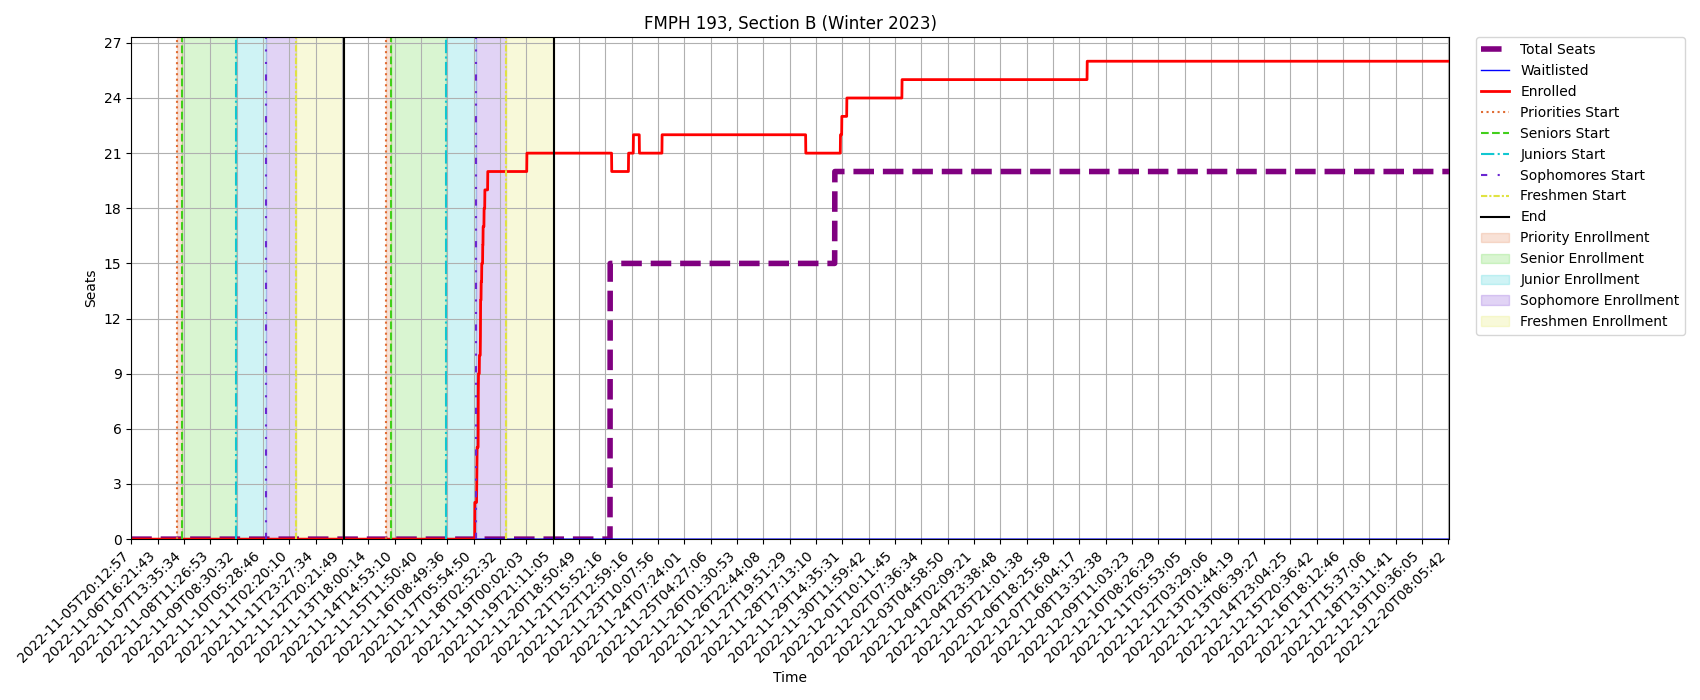 FMPH 193, Section B (Winter 2023)
27
24
21
18
15
12
9
6
3
0
Seats
2022-11-05T20:12:57
2022-11-06T16:21:43
2022-11-07T13:35:34
2022-11-08T11:26:53
2022-11-09T08:30:32
2022-11-10T05:28:46
2022-11-11T02:20:10
2022-11-11T23:27:34
2022-11-12T20:21:49
2022-11-13T18:00:14
2022-11-14T14:53:10
2022-11-15T11:50:40
2022-11-16T08:49:36
2022-11-17T05:54:50
2022-11-18T02:52:32
2022-11-19T00:02:03
2022-11-19T21:11:05
2022-11-20T18:50:49
2022-11-21T15:52:16
2022-11-22T12:59:16
2022-11-23T10:07:56
2022-11-24T07:24:01
2022-11-25T04:27:06
2022-11-26T01:30:53
2022-11-26T22:44:08
2022-11-27T19:51:29
2022-11-28T17:13:10
2022-11-29T14:35:31
2022-11-30T11:59:42
2022-12-01T10:11:45
2022-12-02T07:36:34
2022-12-03T04:58:50
2022-12-04T02:09:21
2022-12-04T23:38:48
2022-12-05T21:01:38
2022-12-06T18:25:58
2022-12-07T16:04:17
2022-12-08T13:32:38
2022-12-09T11:03:23
2022-12-10T08:26:29
2022-12-11T05:53:05
2022-12-12T03:29:06
2022-12-13T01:44:19
2022-12-13T06:39:27
2022-12-14T23:04:25
2022-12-15T20:36:42
2022-12-16T18:12:46
2022-12-17T15:37:06
2022-12-18T13:11:41
2022-12-19T10:36:05
2022-12-20T08:05:42
Time
Total Seats
Waitlisted
Enrolled
Priorities Start
Seniors Start
Juniors Start
Sophomores Start
Freshmen Start
End
Priority Enrollment
Senior Enrollment
Junior Enrollment
Sophomore Enrollment
Freshmen Enrollment